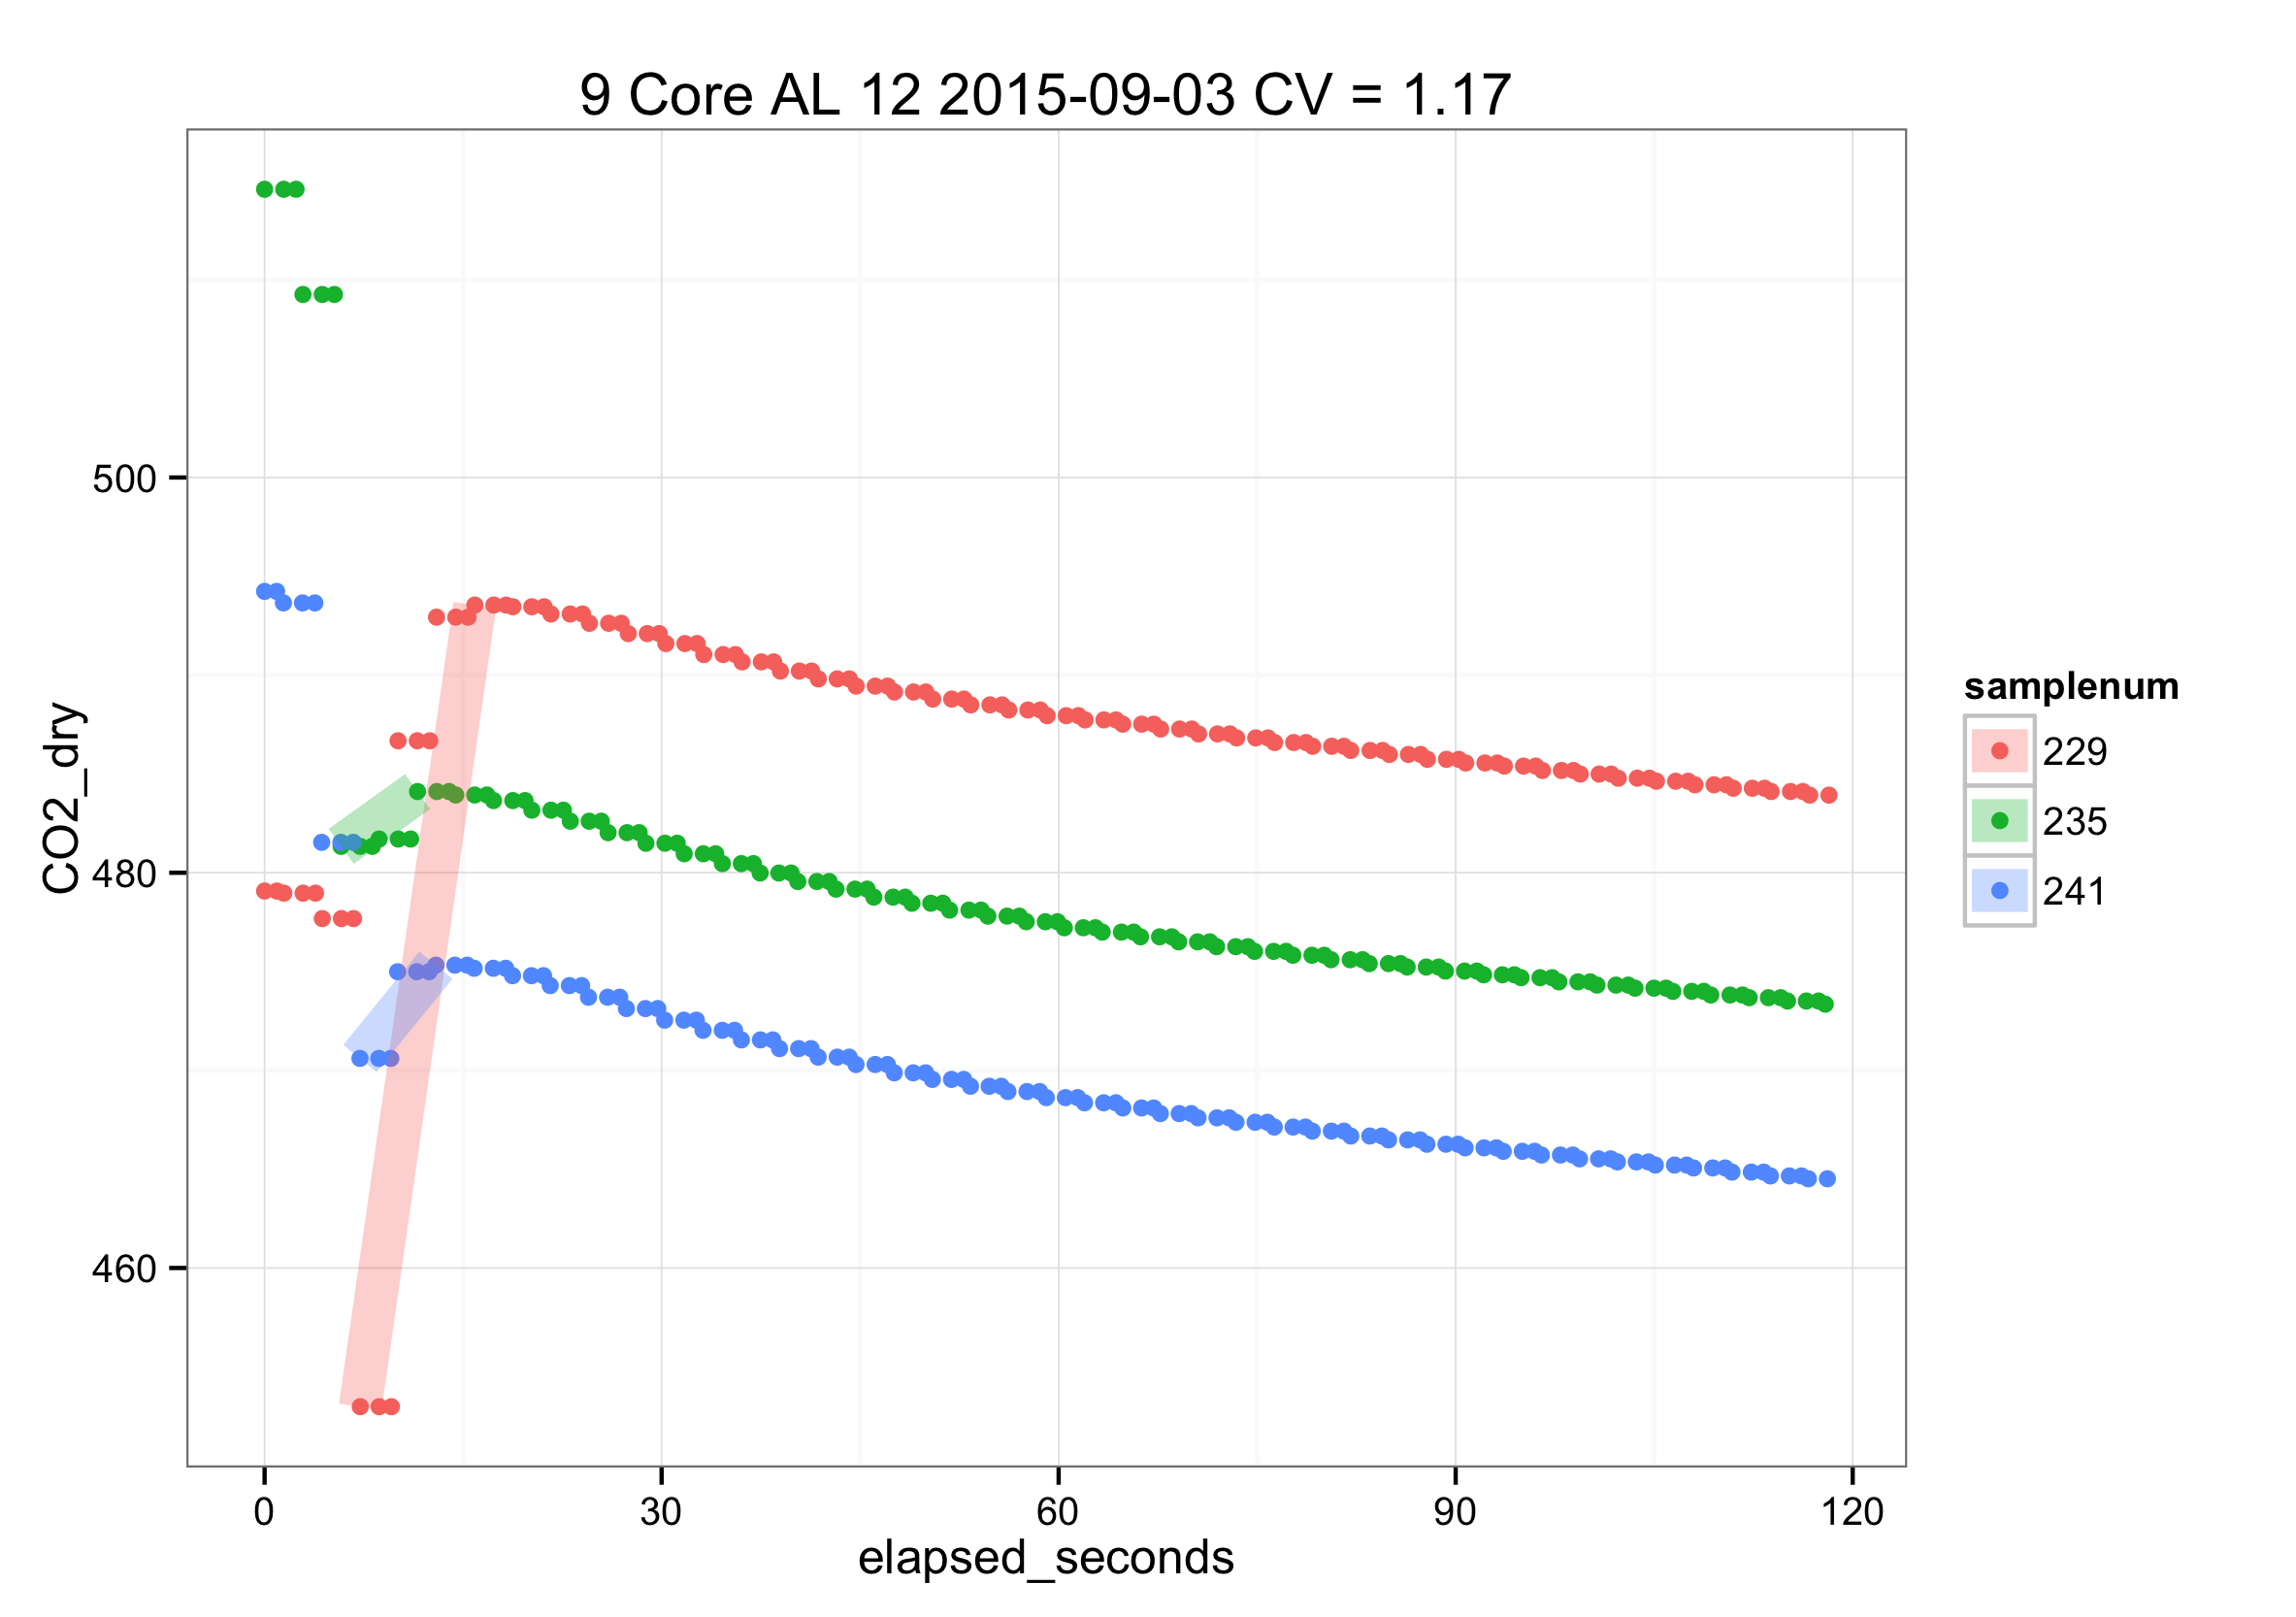 9 Core AL 12 2015-09-03 CV = 1.17
500
480
460
CO2_dry
0 30 60 90 120
elapsed_seconds
samplenum
229
235
241